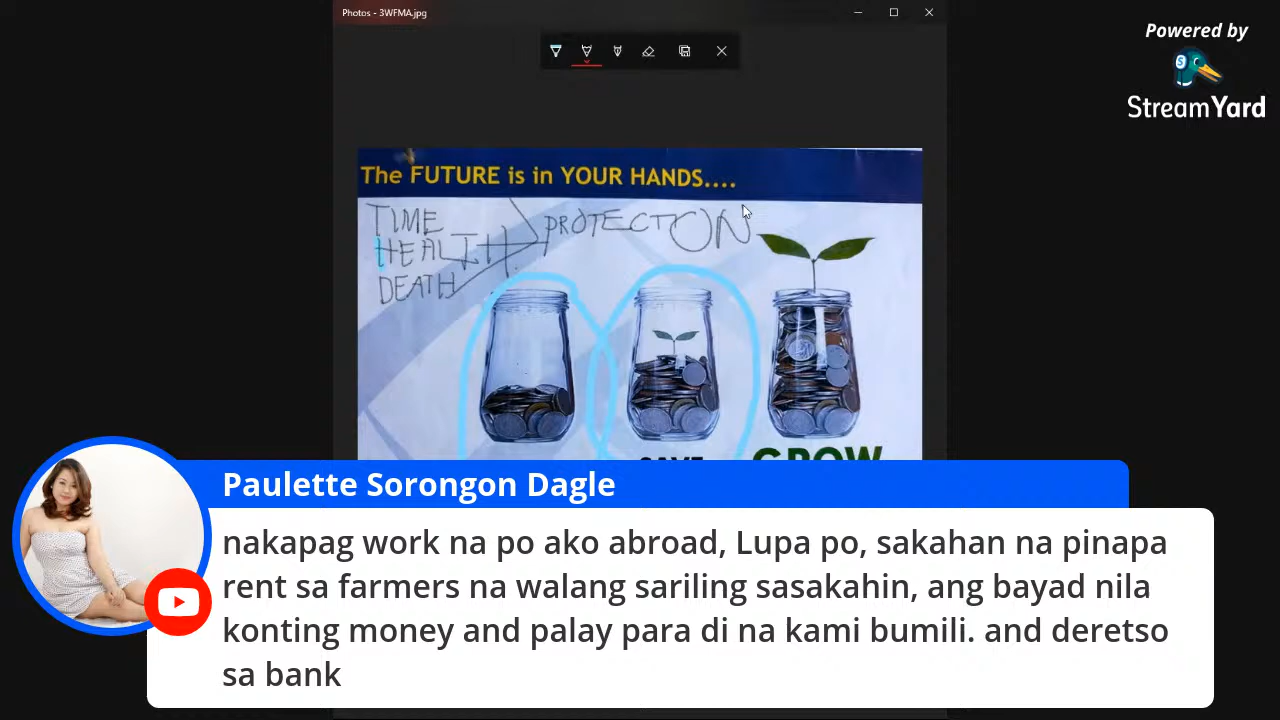 Photos - 3WFMA.jpg
Powered by
StreamYard
The FUTURE is in YOUR HANDS....
TIME
HEALTH
DEATH
PROTECTION
SAVE
GROW
Paulette Sorongon Dagle
nakapag work na po ako abroad, Lupa po, sakahan na pinapa
rent sa farmers na walang sariling sasakahin, ang bayad nila
konting money and palay para di na kami bumili. and deretso
sa bank